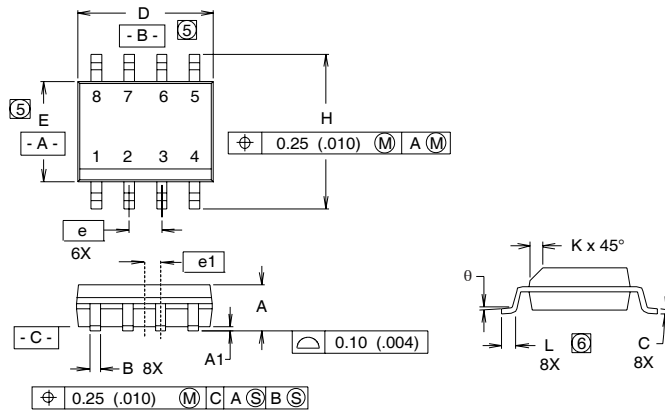 D
- B - 5
8 7 6 5
5 E
- A -
H
⌖ 0.25 (.010) Ⓜ A Ⓜ
1 2 3 4
e
6X
e1
K x 45°
θ
A
- C -
A1
⌓ 0.10 (.004)
B 8X
L 6
8X
C
8X
⌖ 0.25 (.010) Ⓜ C A Ⓢ B Ⓢ